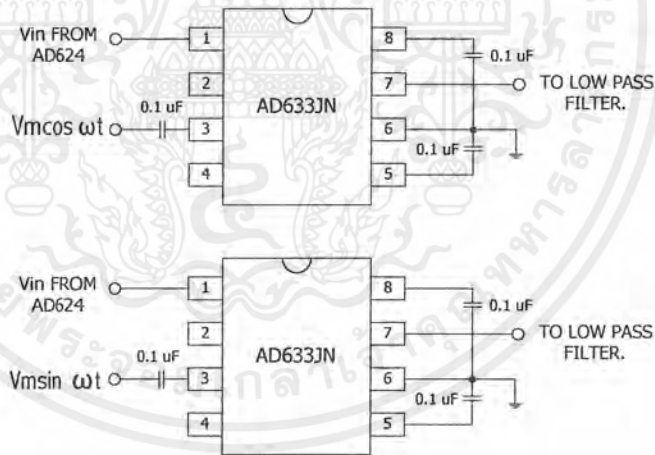 Vin FROM
AD624
1
8
0.1 uF
2
7
TO LOW PASS
FILTER.
0.1 uF
Vmcos ωt
3
AD633JN
6
0.1 uF
4
5
Vin FROM
AD624
1
8
0.1 uF
2
7
TO LOW PASS
FILTER.
0.1 uF
Vmsin ωt
3
AD633JN
6
0.1 uF
4
5